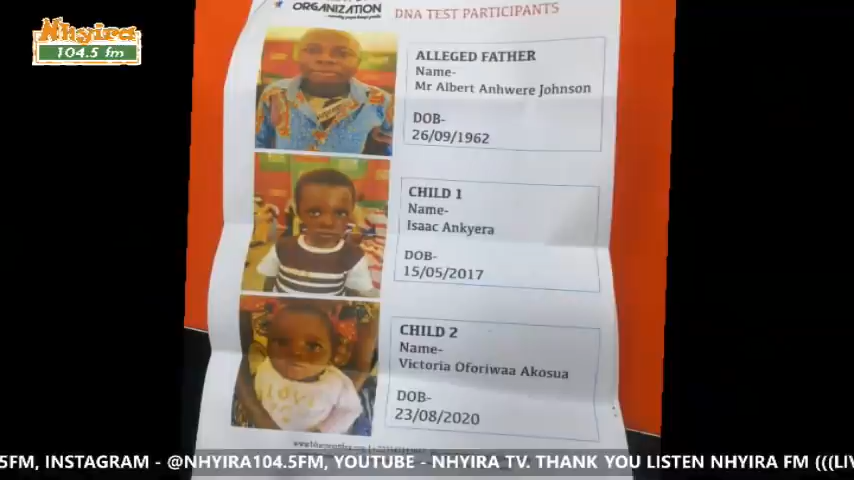 Nhyira
104.5 fm
ORGANIZATION
DNA TEST PARTICIPANTS
ALLEGED FATHER
Name-
Mr Albert Anhwere Johnson
DOB-
26/09/1962
CHILD 1
Name-
Isaac Ankyera
DOB-
15/05/2017
CHILD 2
Name-
Victoria Oforiwaa Akosua
DOB-
23/08/2020
LOVE
5FM, INSTAGRAM - @NHYIRA104.5FM, YOUTUBE - NHYIRA TV. THANK YOU LISTEN NHYIRA FM (((LIV